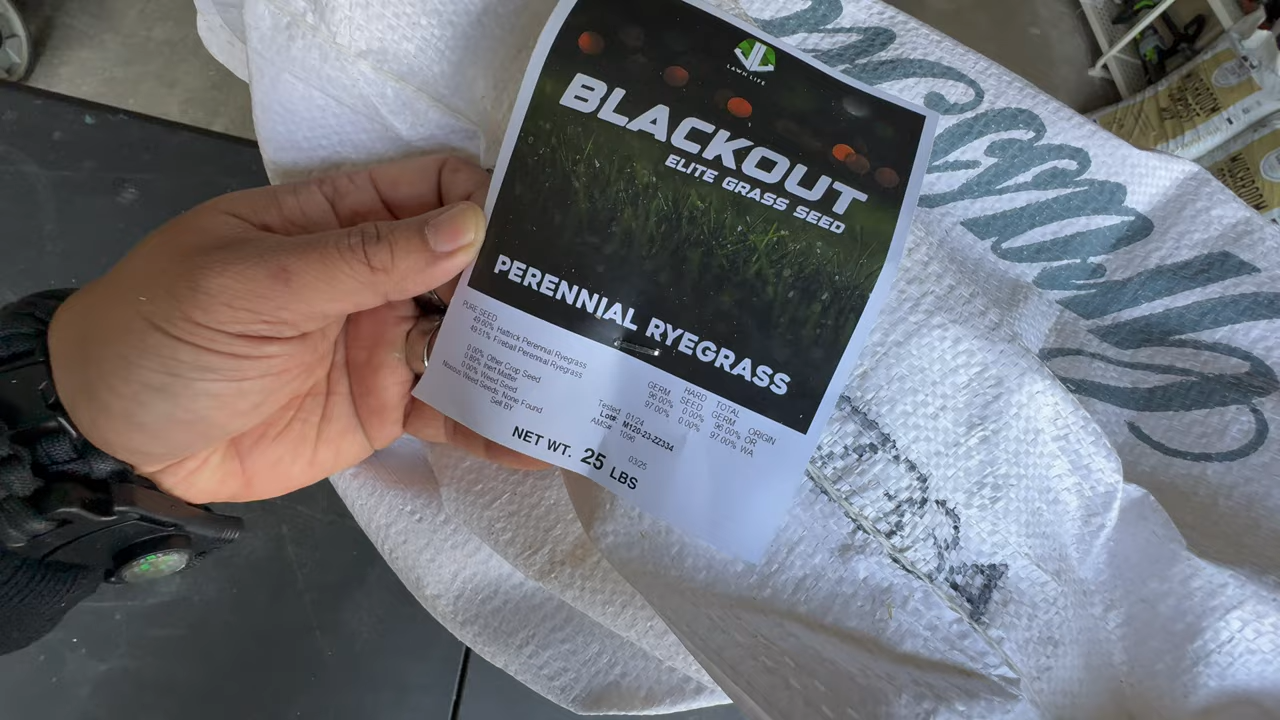 LAWN LIFE
BLACKOUT
ELITE GRASS SEED
PERENNIAL RYEGRASS
PURE SEED
49.60% Hattrick Perennial Ryegrass
49.51% Fireball Perennial Ryegrass
0.00% Other Crop Seed
0.89% Inert Matter
0.00% Weed Seed
Noxious Weed Seeds: None Found
Sell BY
03/25
GERM HARD SEED TOTAL GERM ORIGIN
96.00% 0.00% 96.00% OR
97.00% 0.00% 97.00% WA
Tested: 01/24
Lot#: M120-23-ZZ334
AMS#: 1096
NET WT. 25 LBS
MUSHROOM
MUSHROOM